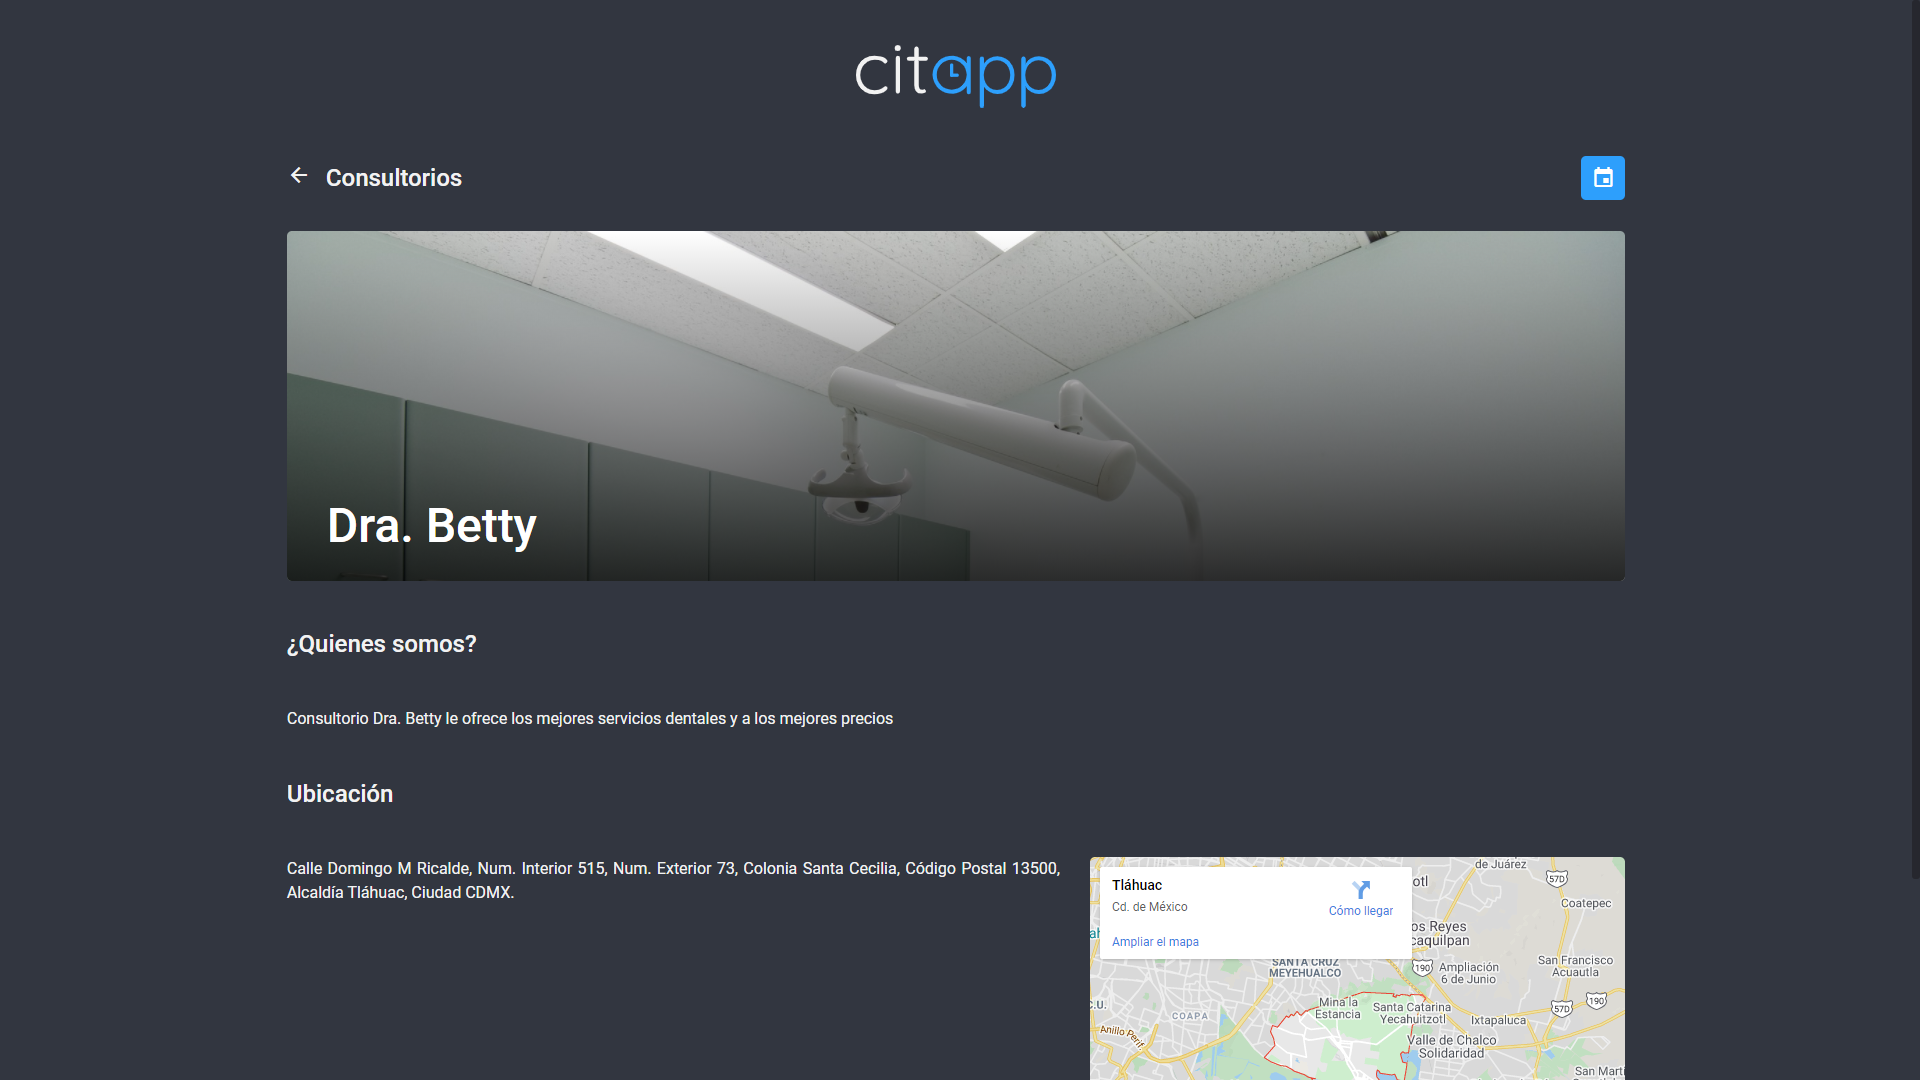 citapp
Consultorios
Dra. Betty
¿Quienes somos?
Consultorio Dra. Betty le ofrece los mejores servicios dentales y a los mejores precios
Ubicación
Calle Domingo M Ricalde, Num. Interior 515, Num. Exterior 73, Colonia Santa Cecilia, Código Postal 13500,
Alcaldía Tláhuac, Ciudad CDMX.
Tláhuac
Cd. de México
Cómo llegar
Ampliar el mapa
de Juárez
57D
otl
Coatepec
os Reyes
caquilpan
SANTA CRUZ
MEYEHUALCO
190
Ampliación
6 de Junio
San Francisco
Acuautla
C.U.
COAPA
Mina la
Estancia
Santa Catarina
Yecahuitzotl
57D
190
Ixtapaluca
Anillo Perif.
Valle de Chalco
Solidaridad
San Martí